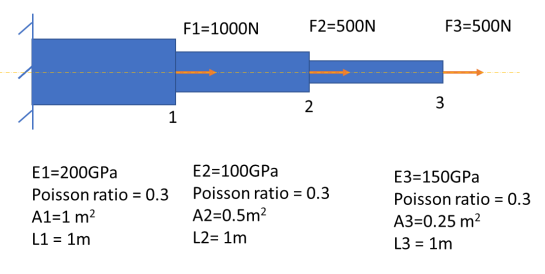 F1=1000N F2=500N F3=500N
1 2 3
E1=200GPa
Poisson ratio = 0.3
A1=1 m²
L1 = 1m
E2=100GPa
Poisson ratio = 0.3
A2=0.5m²
L2= 1m
E3=150GPa
Poisson ratio = 0.3
A3=0.25 m²
L3 = 1m